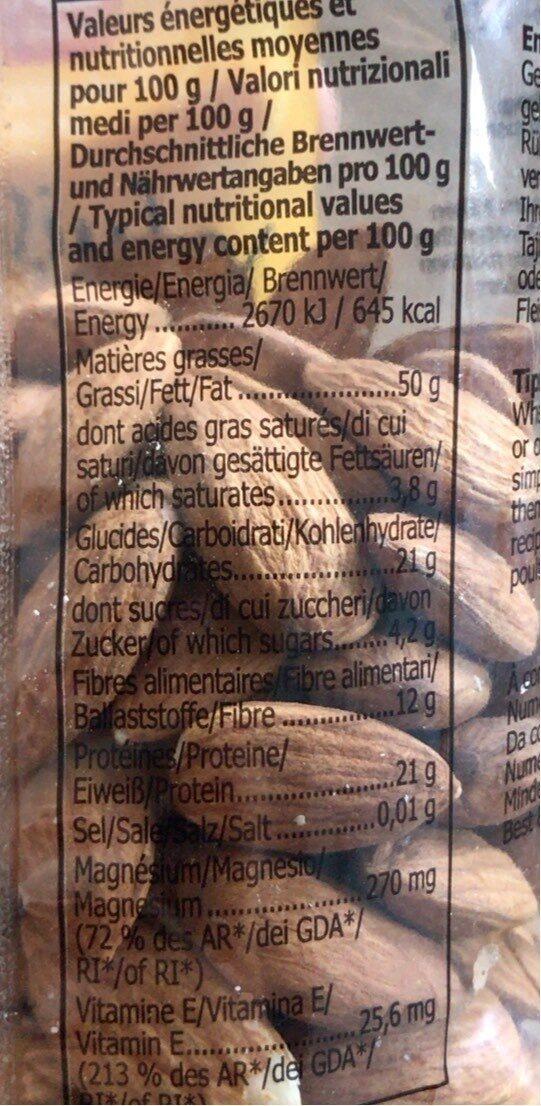 Valeurs énergétiques et
nutritionnelles moyennes
pour 100 g / Valori nutrizionali
medi per 100 g /
Durchschnittliche Brennwert-
und Nährwertangaben pro 100 g
/ Typical nutritional values
and energy content per 100 g
Energie/Energia/ Brennwert/
Energy ............ 2670 kJ / 645 kcal
Matières grasses/
Grassi/Fett/Fat ........................50 g
dont acides gras saturés/di cui
saturi/davon gesättigte Fettsäuren/
of which saturates..................3,8 g
Glucides/Carboidrati/Kohlenhydrate/
Carbohydrates........................21 g
dont sucres/di cui zuccheri/davon
Zucker/of which sugars.........4,2 g
Fibres alimentaires/Fibre alimentari/
Ballaststoffe/Fibre .................12 g
Protéines/Proteine/
Eiweiß/Protein........................21 g
Sel/Sale/Salz/Salt ...............0,01 g
Magnésium/Magnesio/
Magnesium .......................270 mg
(72 % des AR*/dei GDA*/
RI*/of RI*)
Vitamine E/Vitamina E/
Vitamin E..........................25,6 mg
(213 % des AR*/dei GDA*/
RI*/of RI*)
Tip
or